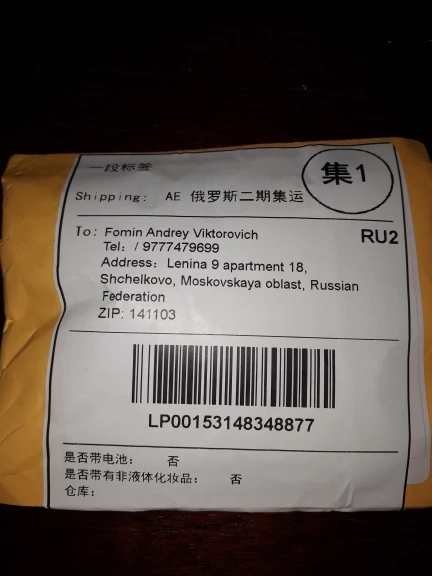 一段标签
集1
Shipping: AE 俄罗斯二期集运
RU2
To: Fomin Andrey Viktorovich
Tel: / 9777479699
Address: Lenina 9 apartment 18,
Shchelkovo, Moskovskaya oblast, Russian
Federation
ZIP: 141103
LP00153148348877
是否带电池: 否
是否带有非液体化妆品: 否
仓库: